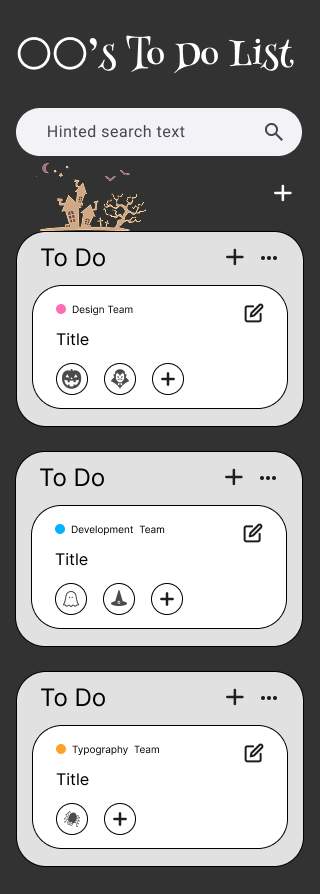 〇〇's To Do List
Hinted search text
To Do
Design Team
Title
To Do
Development Team
Title
To Do
Typography Team
Title